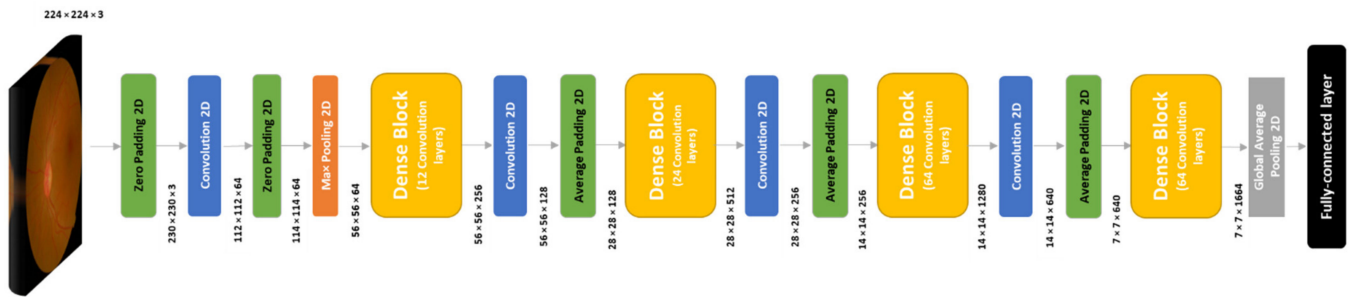 224 × 224 × 3
Zero Padding 2D
230 × 230 × 3
Convolution 2D
112 × 112 × 64
Zero Padding 2D
114 × 114 × 64
Max Pooling 2D
56 × 56 × 64
Dense Block
(12 Convolution
layers)
56 × 56 × 256
Convolution 2D
56 × 56 × 128
Average Padding 2D
28 × 28 × 128
Dense Block
(24 Convolution
layers)
28 × 28 × 512
Convolution 2D
28 × 28 × 256
Average Padding 2D
14 × 14 × 256
Dense Block
(64 Convolution
layers)
14 × 14 × 1280
Convolution 2D
14 × 14 × 640
Average Padding 2D
7 × 7 × 640
Dense Block
(64 Convolution
layers)
7 × 7 × 1664
Global Average
Pooling 2D
Fully-connected layer